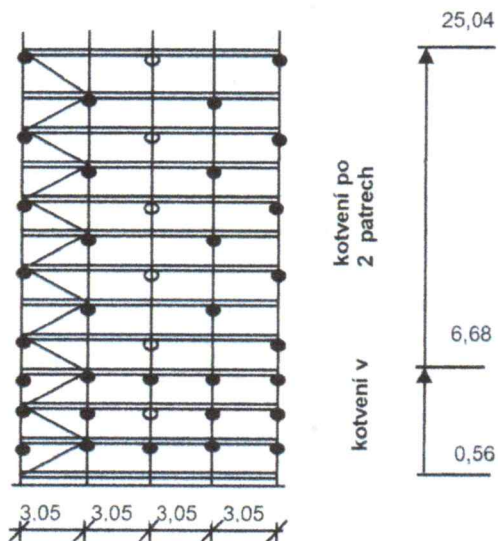 25,04
kotvení po
2 patrech
6,68
kotvení v
0,56
3,05 3,05 3,05 3,05